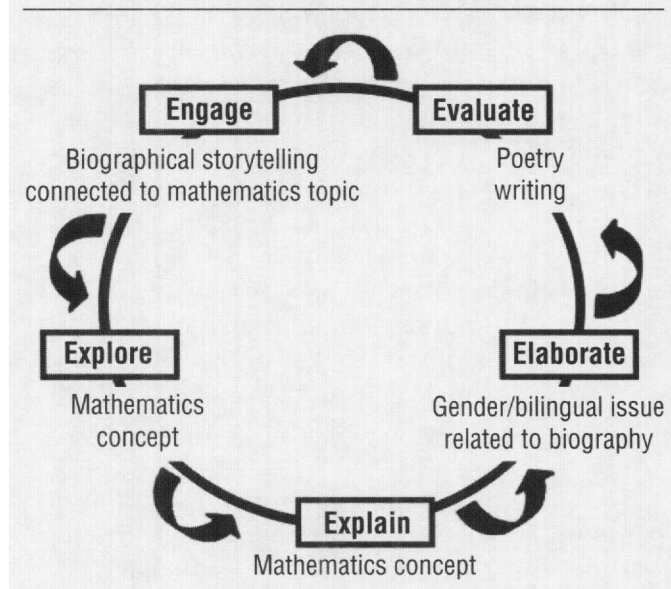 Engage
Evaluate
Biographical storytelling
connected to mathematics topic
Poetry
writing
Explore
Elaborate
Mathematics
concept
Gender/bilingual issue
related to biography
Explain
Mathematics concept